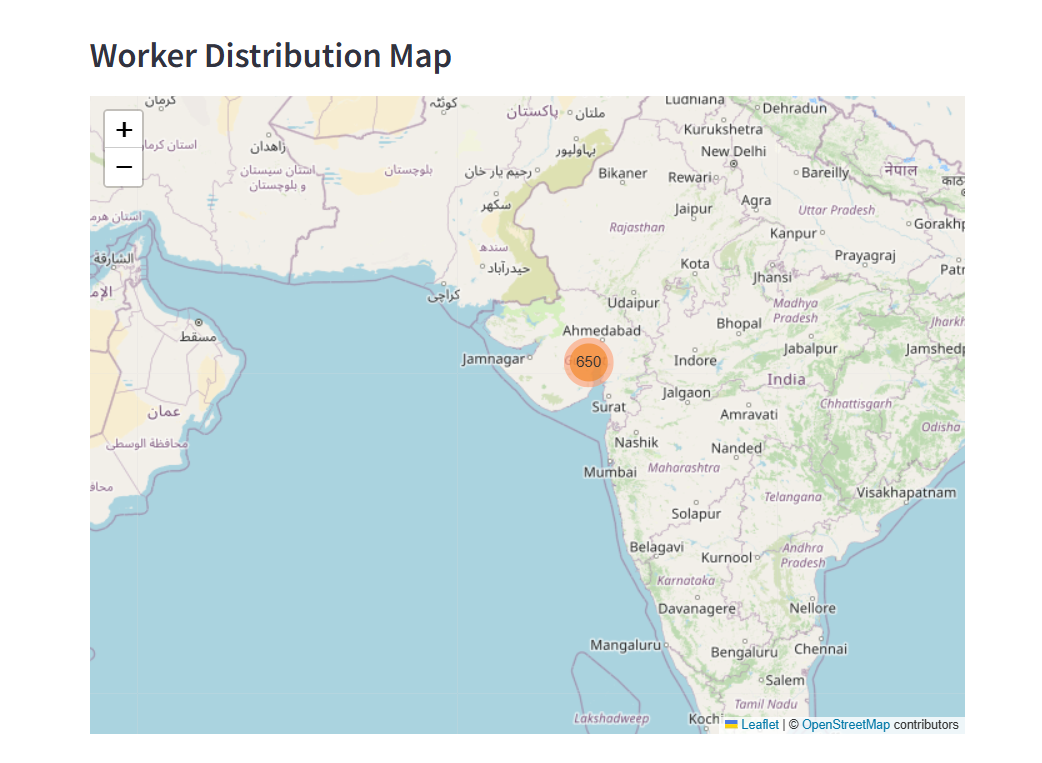 Worker Distribution Map
+
−
کرمان
کوئٹہ
پاکستان
ملتان
Ludhiana
Dehradun
Kurukshetra
استان کرمان
زاهدان
بہاولپور
New Delhi
استان سیستان
و بلوچستان
بلوچستان
رحیم یار خان
Bikaner
Rewari
Bareilly
नेपाल
سکھر
Jaipur
Agra
Uttar Pradesh
Rajasthan
Kanpur
الشارقة
سندھ
حیدرآباد
Kota
Jhansi
Prayagraj
کراچی
Udaipur
Madhya
Pradesh
Ahmedabad
Bhopal
مسقط
Jamnagar
650
Indore
Jabalpur
India
Jalgaon
Surat
Amravati
Chhattisgarh
عمان
محافظة الوسطى
Nashik
Nanded
Odisha
Mumbai
Maharashtra
Telangana
Visakhapatnam
Solapur
Belagavi
Kurnool
Andhra
Pradesh
Karnataka
Davanagere
Nellore
Mangaluru
Bengaluru
Chennai
Salem
Tamil Nadu
Lakshadweep
Kochi
Leaflet | © OpenStreetMap contributors